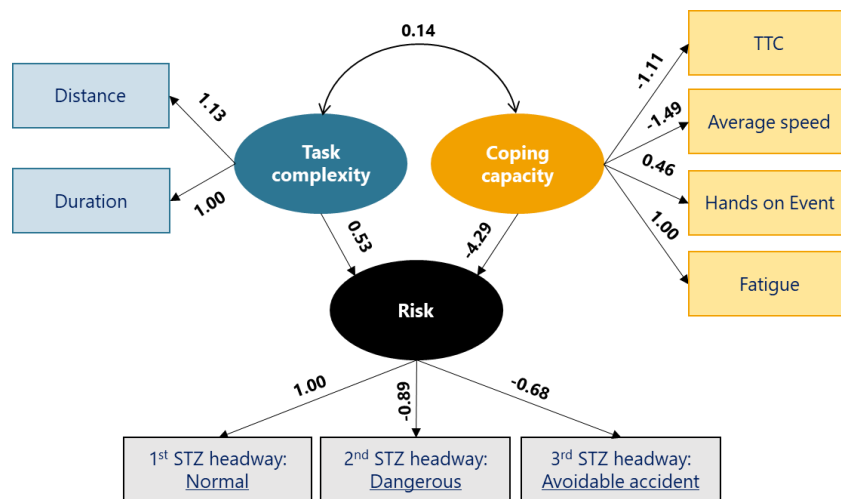 0.14
TTC
-1.11
Distance
1.13
-1.49
Average speed
Task
complexity
Coping
capacity
0.46
Hands on Event
Duration
1.00
1.00
Fatigue
0.53
-4.29
Risk
1.00
-0.89
-0.68
1st STZ headway:
Normal
2nd STZ headway:
Dangerous
3rd STZ headway:
Avoidable accident